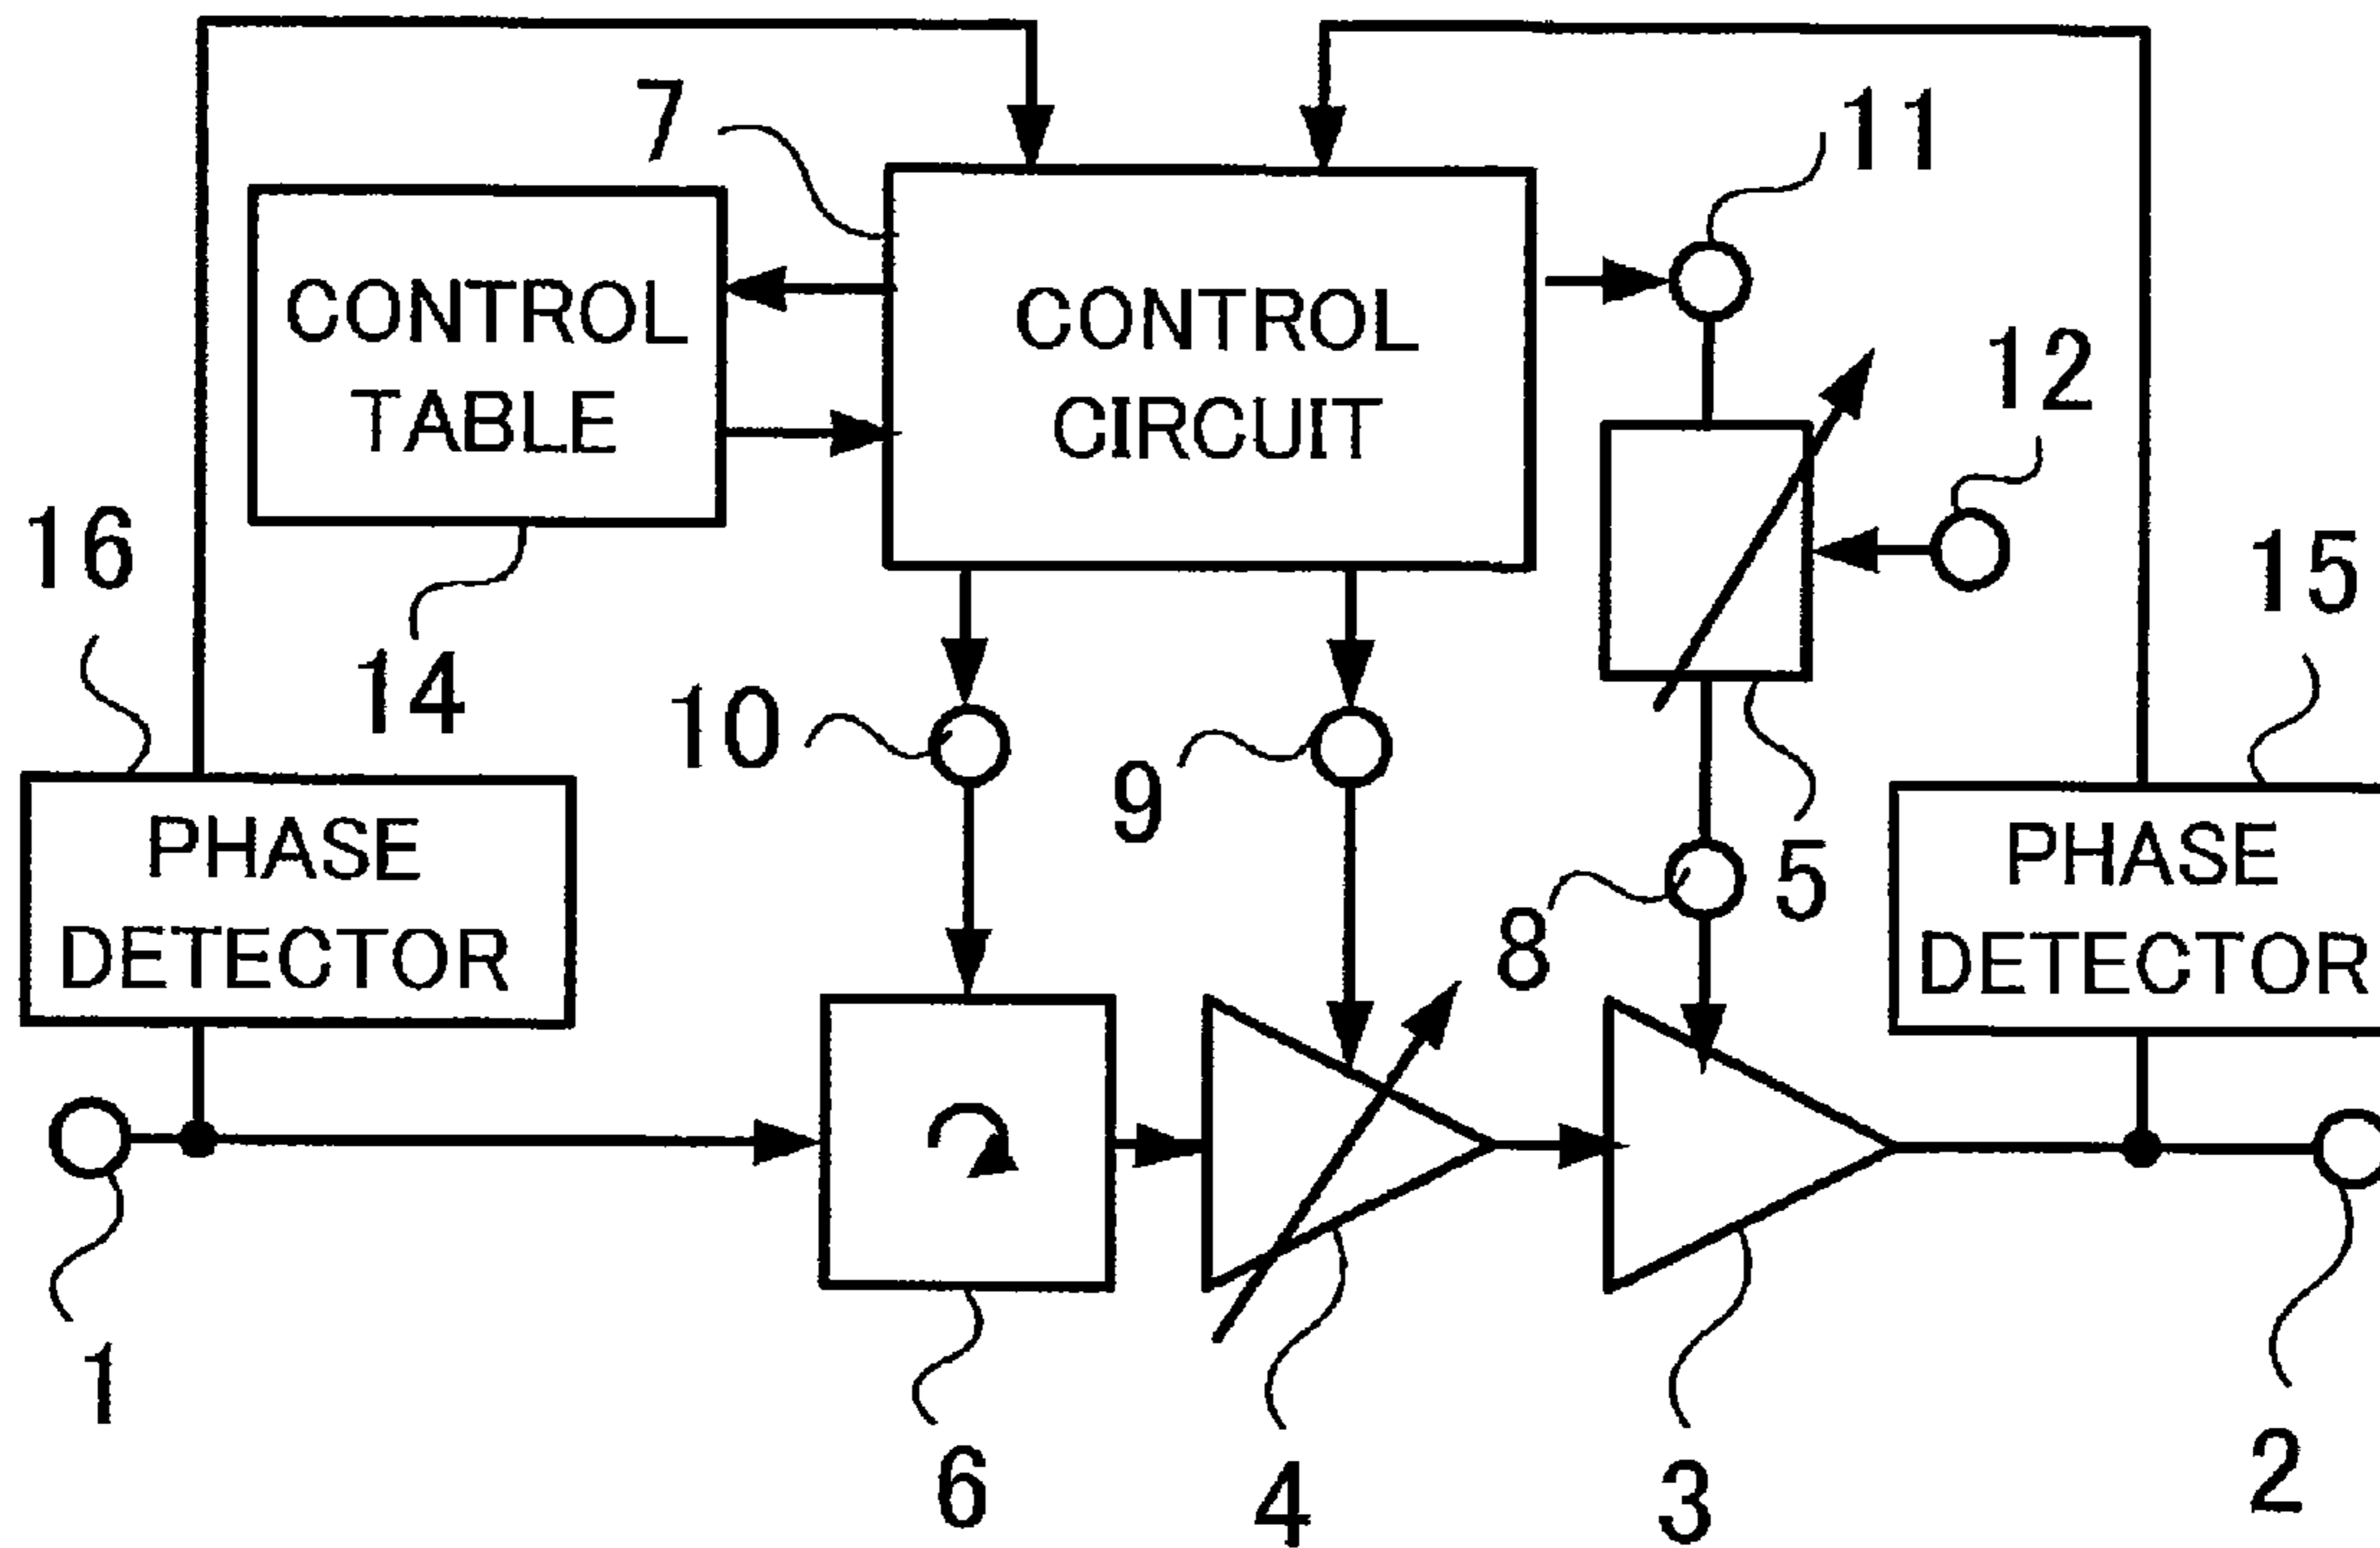 7
11
CONTROL
TABLE
CONTROL
CIRCUIT
12
16
15
14
10
9
5
8
PHASE
DETECTOR
PHASE
DETECTOR
1
6
4
3
2